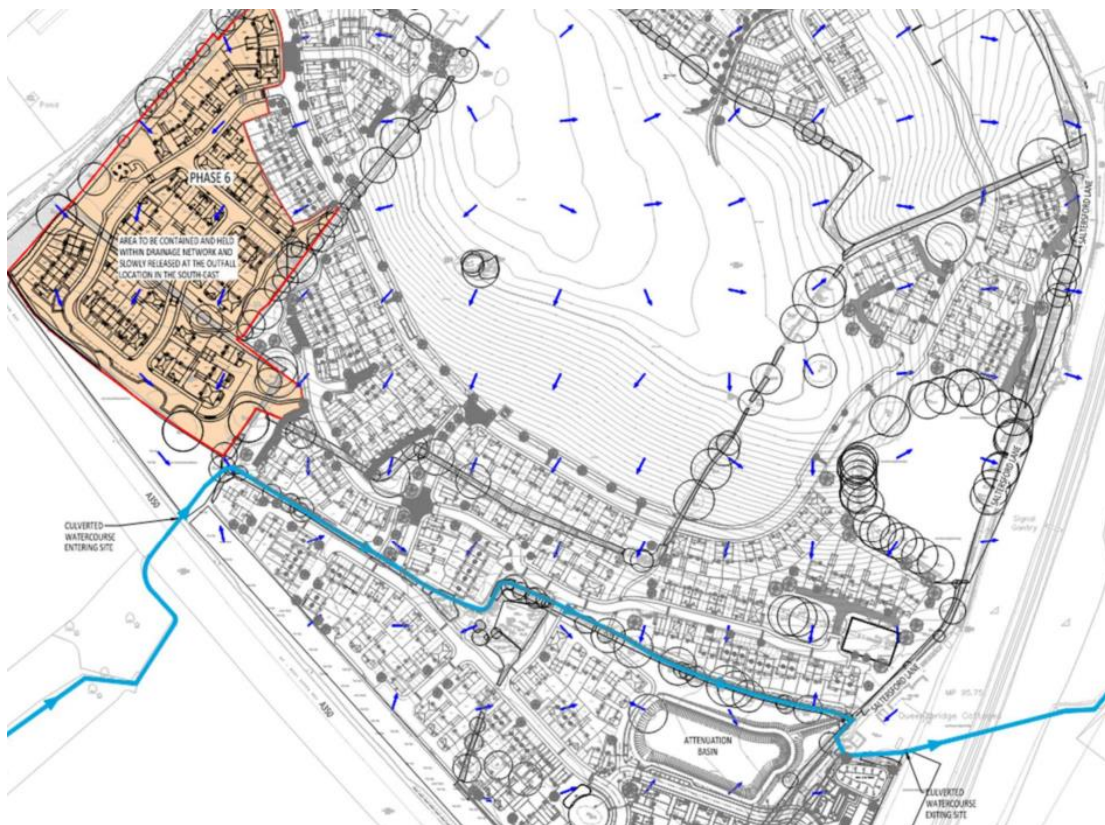 Pond
PHASE 6
AREA TO BE CONTAINED AND HELD
WITHIN DRAINAGE NETWORK AND
SLOWLY RELEASED AT THE OUTFALL
LOCATION IN THE SOUTH-EAST
SALTERSFORD LANE
SALTERSFORD LANE
Signal
Gantry
A350
CULVERTED
WATERCOURSE
ENTERING SITE
SALTERSFORD LANE
A350
ATTENUATION
BASIN
CULVERTED
WATERCOURSE
EXITING SITE